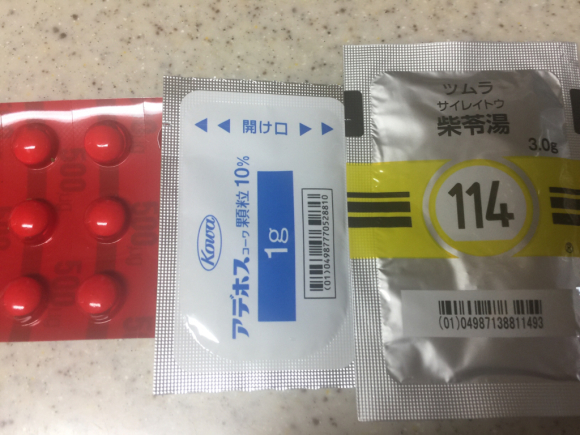 500
開け口
Kowa
アデホスコーワ顆粒10%
1g
(01)04987770528810
ツムラ
サイレイトウ
柴苓湯
3.0g
114
(01)04987138811493